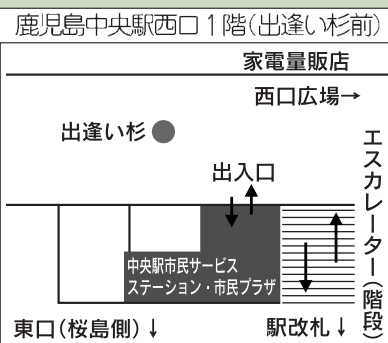 鹿児島中央駅西口1階(出逢い杉前)
家電量販店
西口広場→
出逢い杉
出入口
エスカレーター(階段)
中央駅市民サービス
ステーション・市民プラザ
東口(桜島側)↓
駅改札↓